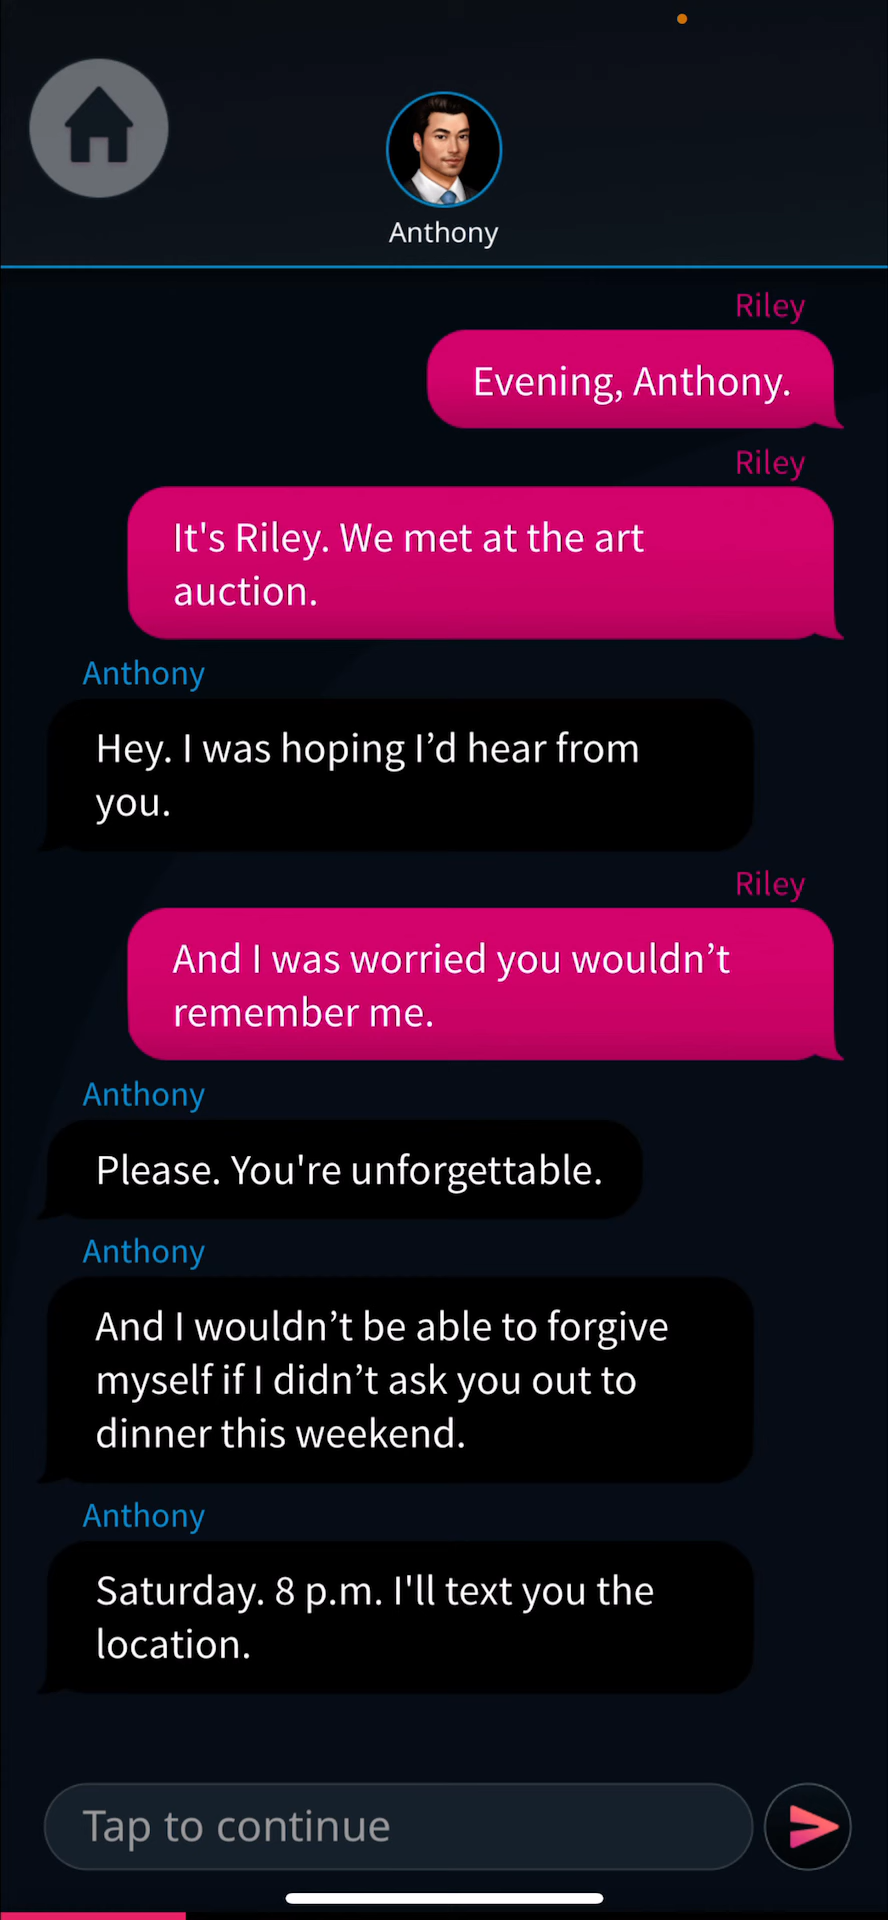 Anthony
Riley
Evening, Anthony.
Riley
It's Riley. We met at the art
auction.
Anthony
Hey. I was hoping I’d hear from
you.
Riley
And I was worried you wouldn’t
remember me.
Anthony
Please. You're unforgettable.
Anthony
And I wouldn’t be able to forgive
myself if I didn’t ask you out to
dinner this weekend.
Anthony
Saturday. 8 p.m. I'll text you the
location.
Tap to continue